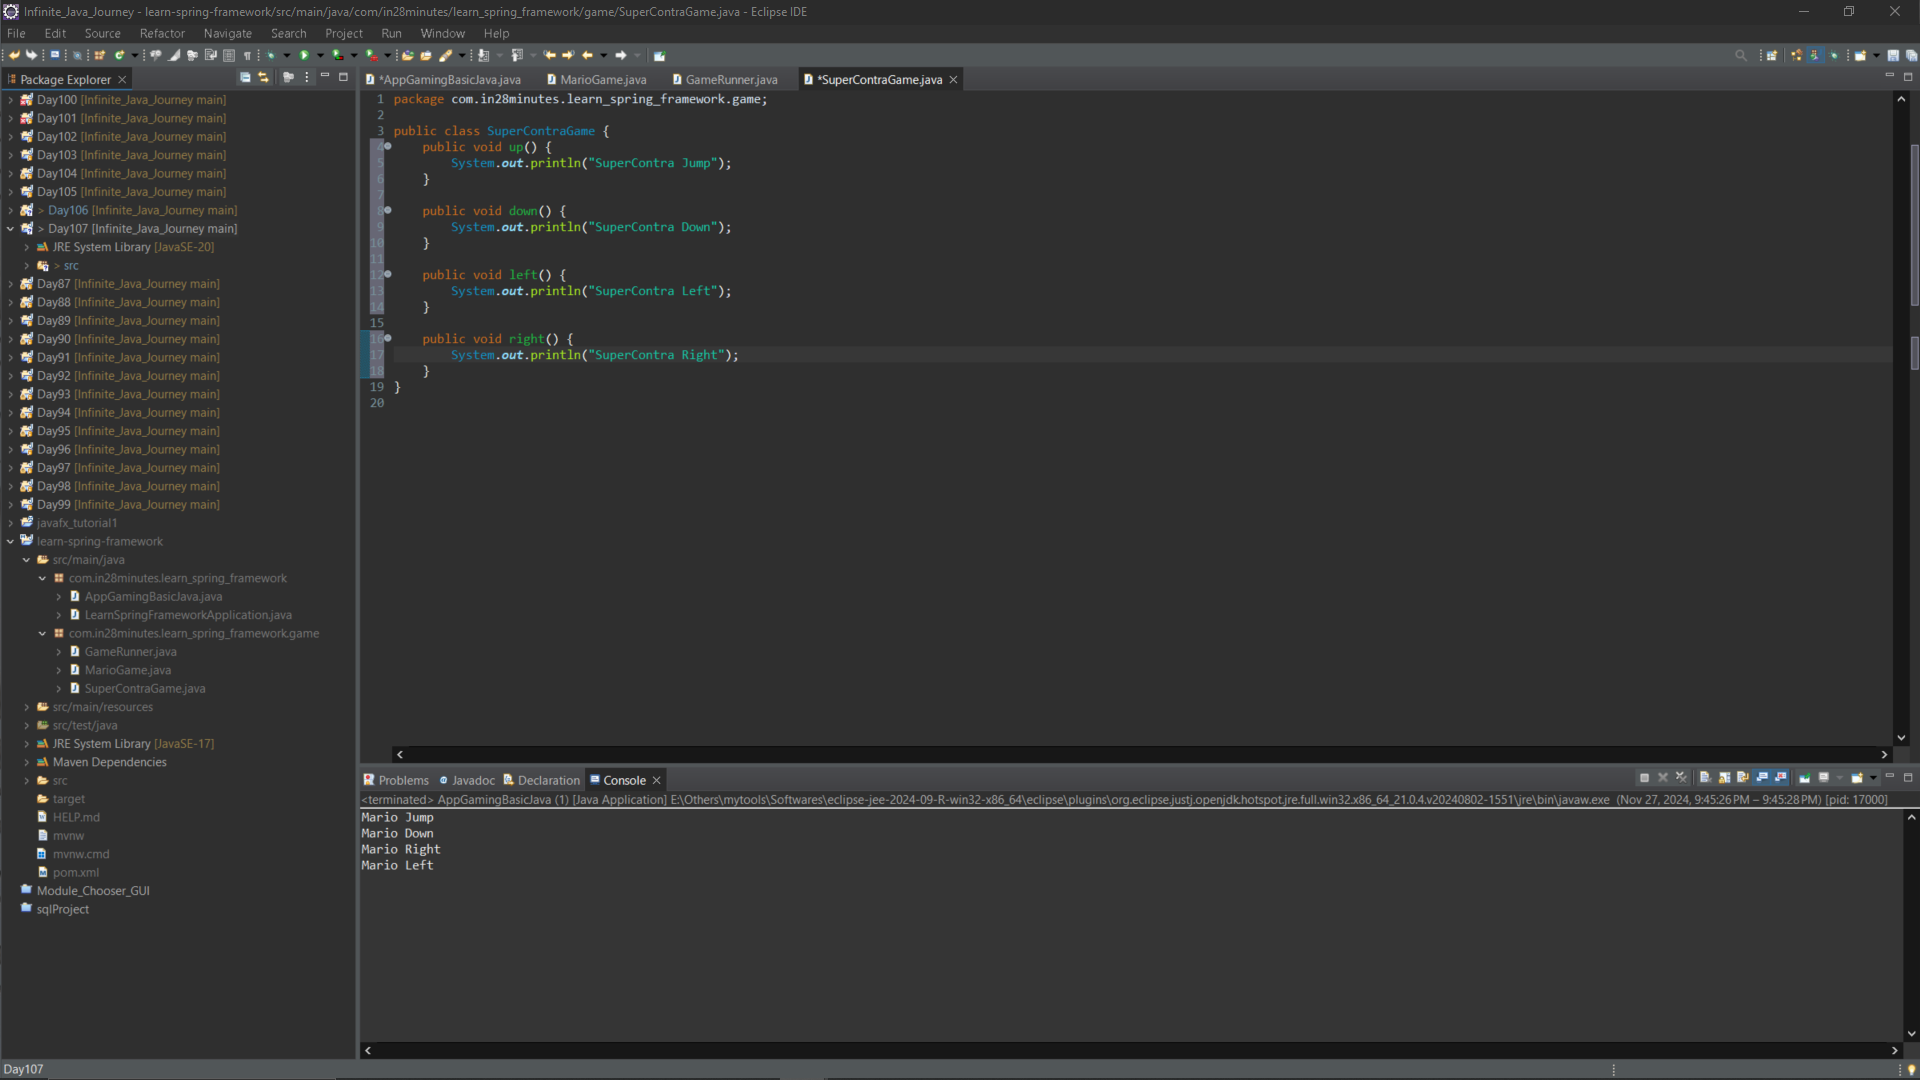 Infinite_Java_Journey - learn-spring-framework/src/main/java/com/in28minutes/learn_spring_framework/game/SuperContraGame.java - Eclipse IDE
File Edit Source Refactor Navigate Search Project Run Window Help
Package Explorer
Day100 [Infinite_Java_Journey main]
Day101 [Infinite_Java_Journey main]
Day102 [Infinite_Java_Journey main]
Day103 [Infinite_Java_Journey main]
Day104 [Infinite_Java_Journey main]
Day105 [Infinite_Java_Journey main]
> Day106 [Infinite_Java_Journey main]
> Day107 [Infinite_Java_Journey main]
JRE System Library [JavaSE-20]
> src
Day87 [Infinite_Java_Journey main]
Day88 [Infinite_Java_Journey main]
Day89 [Infinite_Java_Journey main]
Day90 [Infinite_Java_Journey main]
Day91 [Infinite_Java_Journey main]
Day92 [Infinite_Java_Journey main]
Day93 [Infinite_Java_Journey main]
Day94 [Infinite_Java_Journey main]
Day95 [Infinite_Java_Journey main]
Day96 [Infinite_Java_Journey main]
Day97 [Infinite_Java_Journey main]
Day98 [Infinite_Java_Journey main]
Day99 [Infinite_Java_Journey main]
javafx_tutorial1
learn-spring-framework
src/main/java
com.in28minutes.learn_spring_framework
AppGamingBasicJava.java
LearnSpringFrameworkApplication.java
com.in28minutes.learn_spring_framework.game
GameRunner.java
MarioGame.java
SuperContraGame.java
src/main/resources
src/test/java
JRE System Library [JavaSE-17]
Maven Dependencies
src
target
HELP.md
mvnw
mvnw.cmd
pom.xml
Module_Chooser_GUI
sqlProject
*AppGamingBasicJava.java MarioGame.java GameRunner.java *SuperContraGame.java
1 package com.in28minutes.learn_spring_framework.game;
2
3 public class SuperContraGame {
4 public void up() {
5 System.out.println("SuperContra Jump");
6 }
7
8 public void down() {
9 System.out.println("SuperContra Down");
10 }
11
12 public void left() {
13 System.out.println("SuperContra Left");
14 }
15
16 public void right() {
17 System.out.println("SuperContra Right");
18 }
19 }
20
Problems Javadoc Declaration Console
<terminated> AppGamingBasicJava (1) [Java Application] E:\Others\mytools\Softwares\eclipse-jee-2024-09-R-win32-x86_64\eclipse\plugins\org.eclipse.justj.openjdk.hotspot.jre.full.win32.x86_64_21.0.4.v20240802-1551\jre\bin\javaw.exe (Nov 27, 2024, 9:45:26 PM – 9:45:28 PM) [pid: 17000]
Mario Jump
Mario Down
Mario Right
Mario Left
Day107